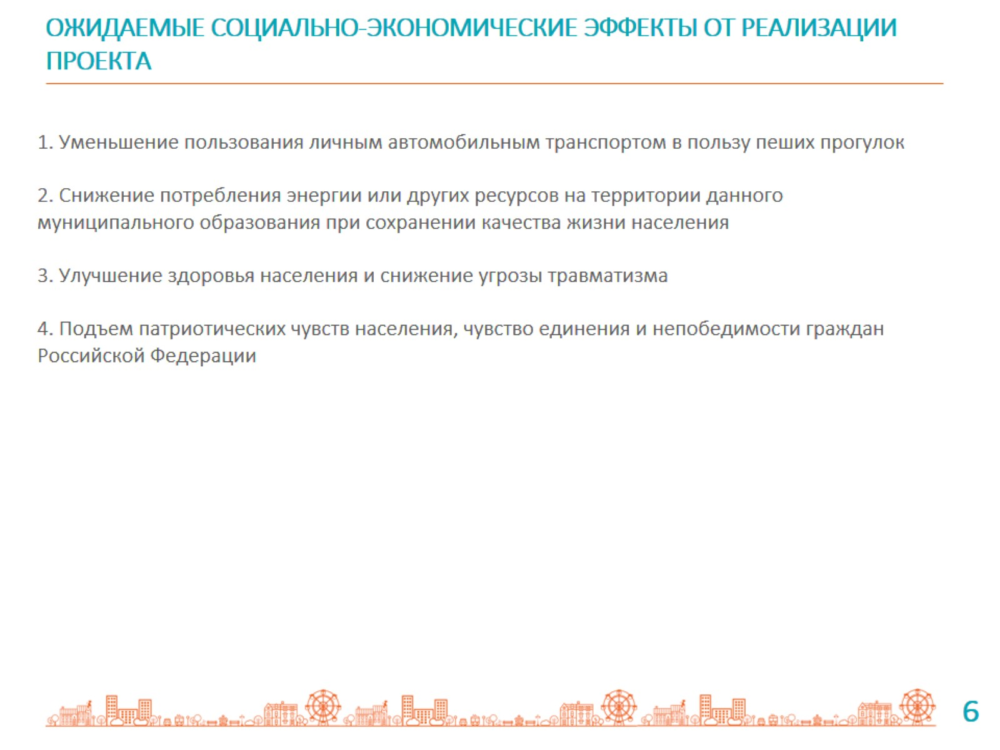 ОЖИДАЕМЫЕ СОЦИАЛЬНО-ЭКОНОМИЧЕСКИЕ ЭФФЕКТЫ ОТ РЕАЛИЗАЦИИ
ПРОЕКТА
1. Уменьшение пользования личным автомобильным транспортом в пользу пеших прогулок
2. Снижение потребления энергии или других ресурсов на территории данного
муниципального образования при сохранении качества жизни населения
3. Улучшение здоровья населения и снижение угрозы травматизма
4. Подъем патриотических чувств населения, чувство единения и непобедимости граждан
Российской Федерации
6